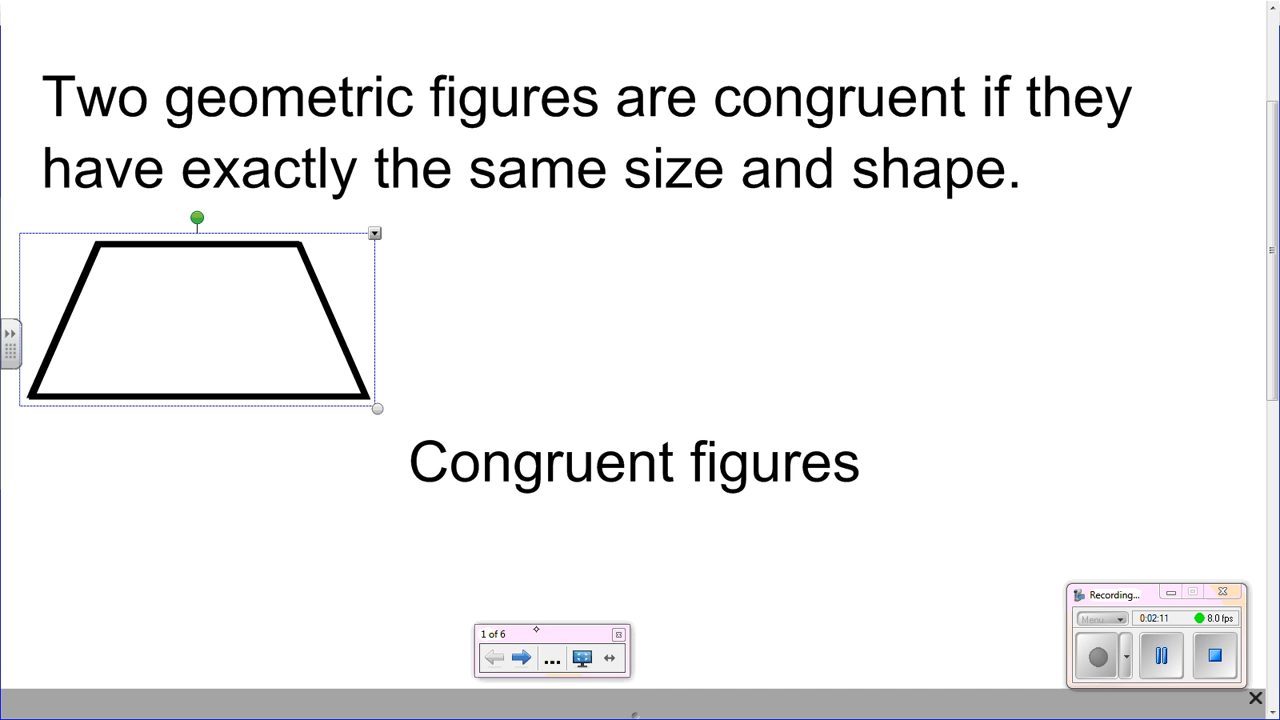 Two geometric figures are congruent if they
have exactly the same size and shape.
Congruent figures
1 of 6
...
Recording...
Menu
0:02:11
8.0 fps